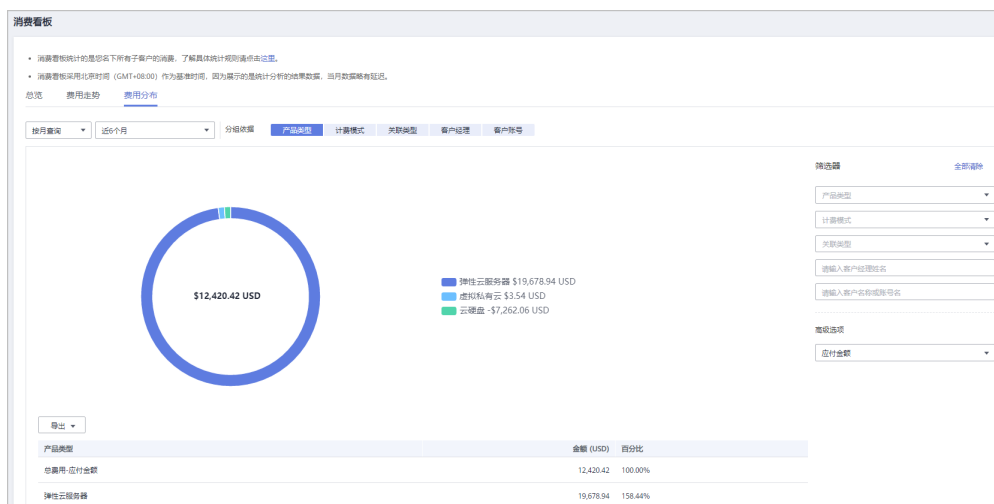 消费看板
消费看板统计的是您名下所有子客户的消费，了解具体统计规则请点击这里。
消费看板采用北京时间（GMT+08:00）作为基准时间，因为展示的是统计分析的结果数据，当月数据略有延迟。
总览 费用走势 费用分布
按月查询 近6个月 分组依据 产品类型 计费模式 关联类型 客户经理 客户账号
筛选器 全部清除
产品类型
计费模式
关联类型
请输入客户经理姓名
请输入客户名称或账号名
高级选项
应付金额
$12,420.42 USD
弹性云服务器 $19,678.94 USD
虚拟私有云 $3.54 USD
云硬盘 -$7,262.06 USD
导出
产品类型 金额 (USD) 百分比
总费用-应付金额 12,420.42 100.00%
弹性云服务器 19,678.94 158.44%